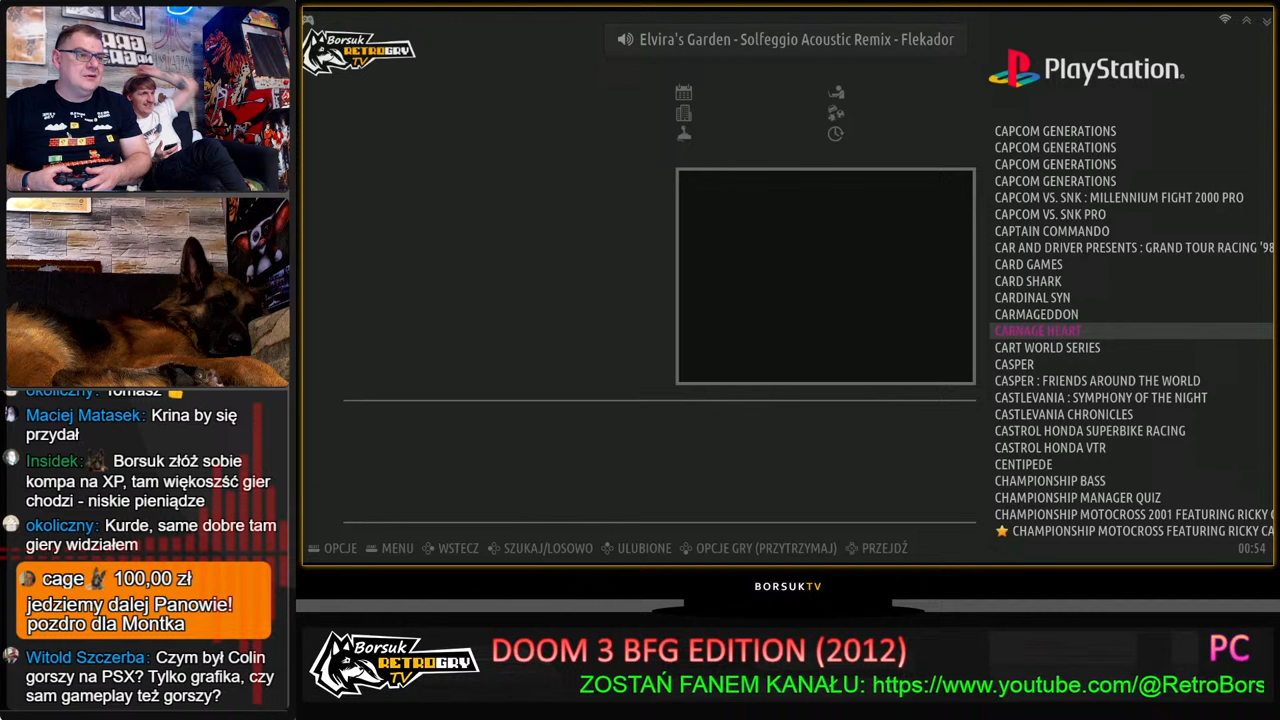 Borsuk
RETROGRY
TV
Elvira's Garden - Solfeggio Acoustic Remix - Flekador
PlayStation
CAPCOM GENERATIONS
CAPCOM GENERATIONS
CAPCOM GENERATIONS
CAPCOM GENERATIONS
CAPCOM VS. SNK : MILLENNIUM FIGHT 2000 PRO
CAPCOM VS. SNK PRO
CAPTAIN COMMANDO
CAR AND DRIVER PRESENTS : GRAND TOUR RACING '98
CARD GAMES
CARD SHARK
CARDINAL SYN
CARMAGEDDON
CARNAGE HEART
CART WORLD SERIES
CASPER
CASPER : FRIENDS AROUND THE WORLD
CASTLEVANIA : SYMPHONY OF THE NIGHT
CASTLEVANIA CHRONICLES
CASTROL HONDA SUPERBIKE RACING
CASTROL HONDA VTR
CENTIPEDE
CHAMPIONSHIP BASS
CHAMPIONSHIP MANAGER QUIZ
CHAMPIONSHIP MOTOCROSS 2001 FEATURING RICKY C
CHAMPIONSHIP MOTOCROSS FEATURING RICKY CA
OPCJE MENU WSTECZ SZUKAJ/LOSOWO ULUBIONE OPCJE GRY (PRZYTRZYMAJ) PRZEJDŹ
00:54
okoliczny: Tomasz
Maciej Matasek: Krina by się
przydał
Insidek: Borsuk złóż sobie
kompa na XP, tam większść gier
chodzi - niskie pieniądze
okoliczny: Kurde, same dobre tam
giery widziałem
cage 100,00 zł
jedziemy dalej Panowie!
pozdro dla Montka
Witold Szczerba: Czym był Colin
gorszy na PSX? Tylko grafika, czy
sam gameplay też gorszy?
BORSUKTV
Borsuk
RETROGRY
TV
DOOM 3 BFG EDITION (2012)
PC
ZOSTAŃ FANEM KANAŁU: https://www.youtube.com/@RetroBors